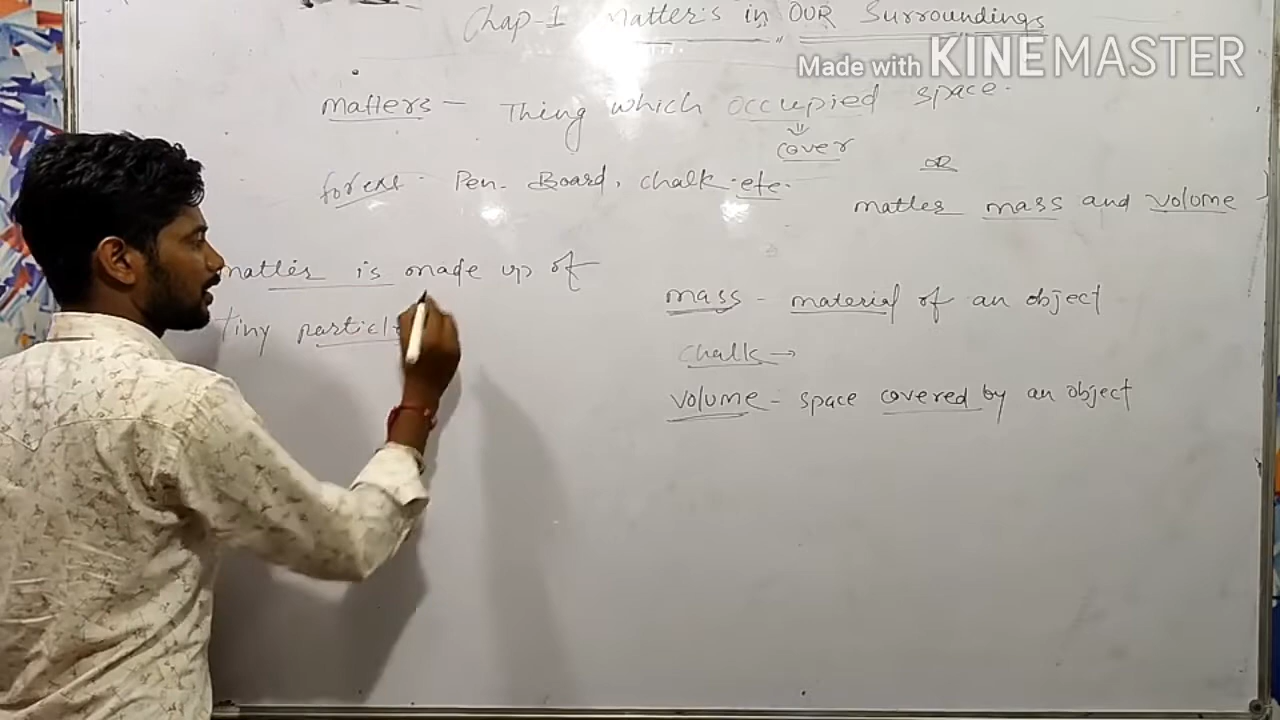 Chap-1 Matter's in OUR Surroundings
Made with KINEMASTER
matters - Thing which occupied space.
cover
for ext. Pen. Board, chalk.etc.
OR
matter mass and volume
matter is made up of
tiny particl
mass - material of an object
chalk →
volume - space covered by an object